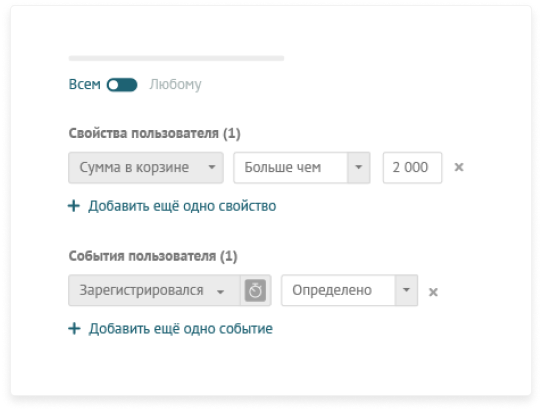 Всем Любому
Свойства пользователя (1)
Сумма в корзине Больше чем 2 000
Добавить ещё одно свойство
События пользователя (1)
Зарегистрировался Определено
Добавить ещё одно событие